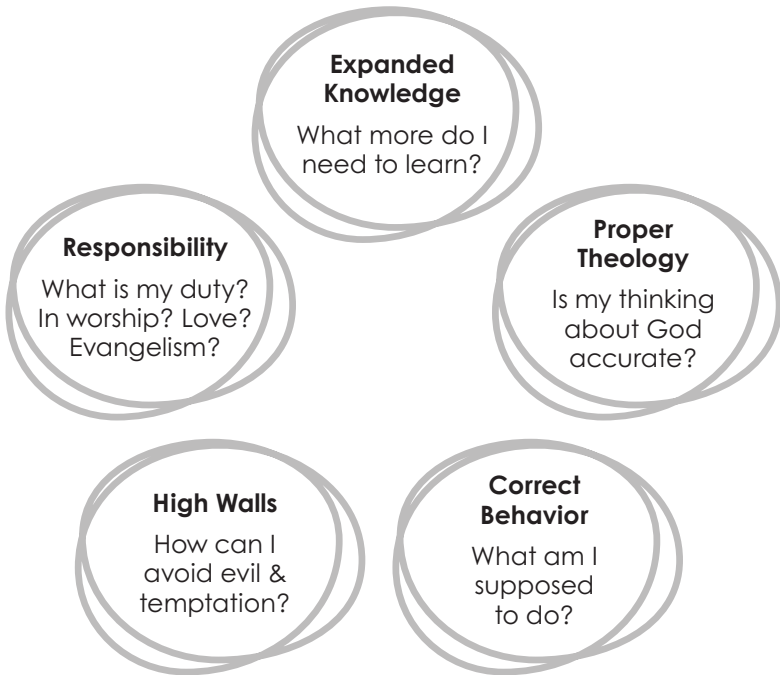 Expanded
Knowledge
What more do I
need to learn?
Responsibility
What is my duty?
In worship? Love?
Evangelism?
Proper
Theology
Is my thinking
about God
accurate?
High Walls
How can I
avoid evil &
temptation?
Correct
Behavior
What am I
supposed
to do?